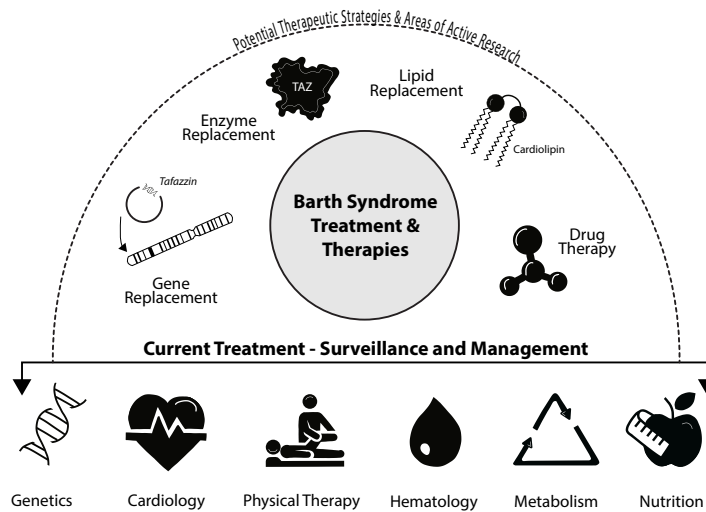 Potential Therapeutic Strategies & Areas of Active Research
TAZ
Lipid
Replacement
Enzyme
Replacement
Cardiolipin
Tafazzin
Barth Syndrome
Treatment &
Therapies
Drug
Therapy
Gene
Replacement
Current Treatment - Surveillance and Management
Genetics
Cardiology
Physical Therapy
Hematology
Metabolism
Nutrition